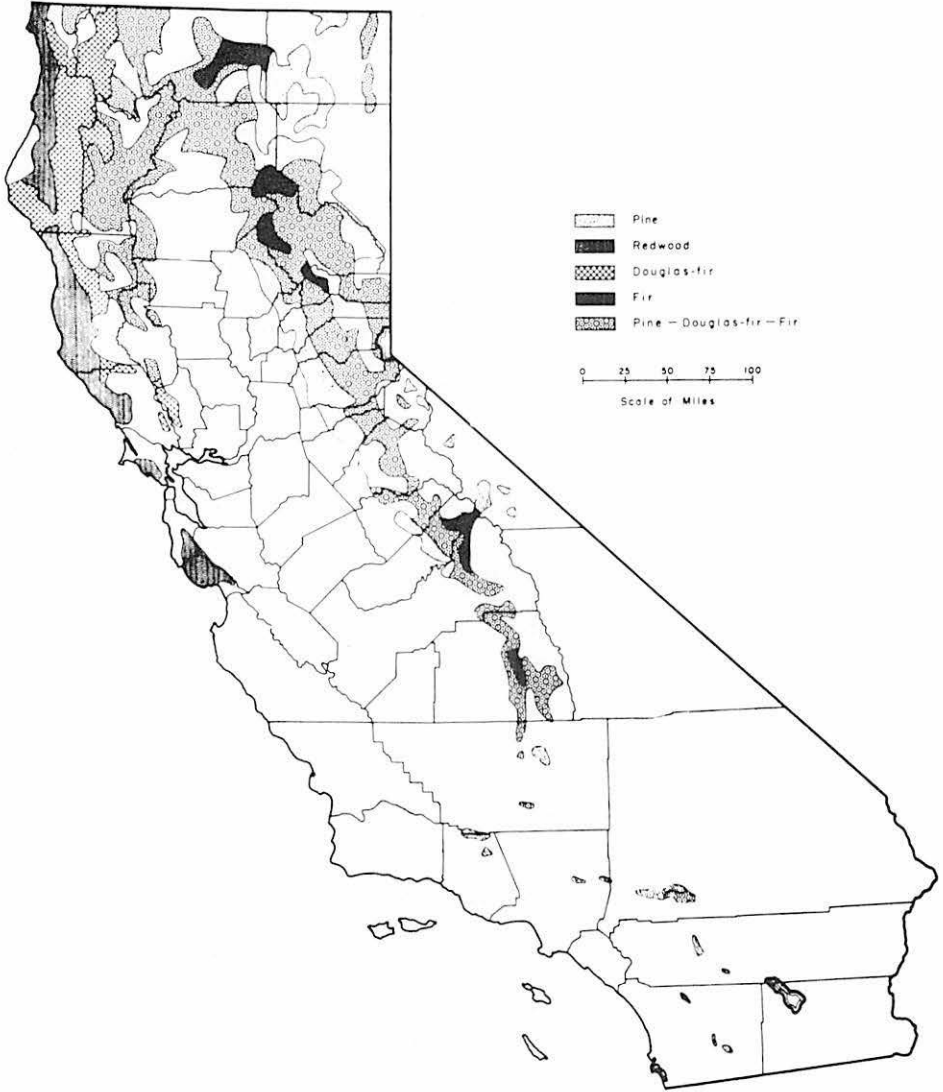 Pine
Redwood
Douglas-fir
Fir
Pine — Douglas-fir — Fir
0 25 50 75 100
Scale of Miles